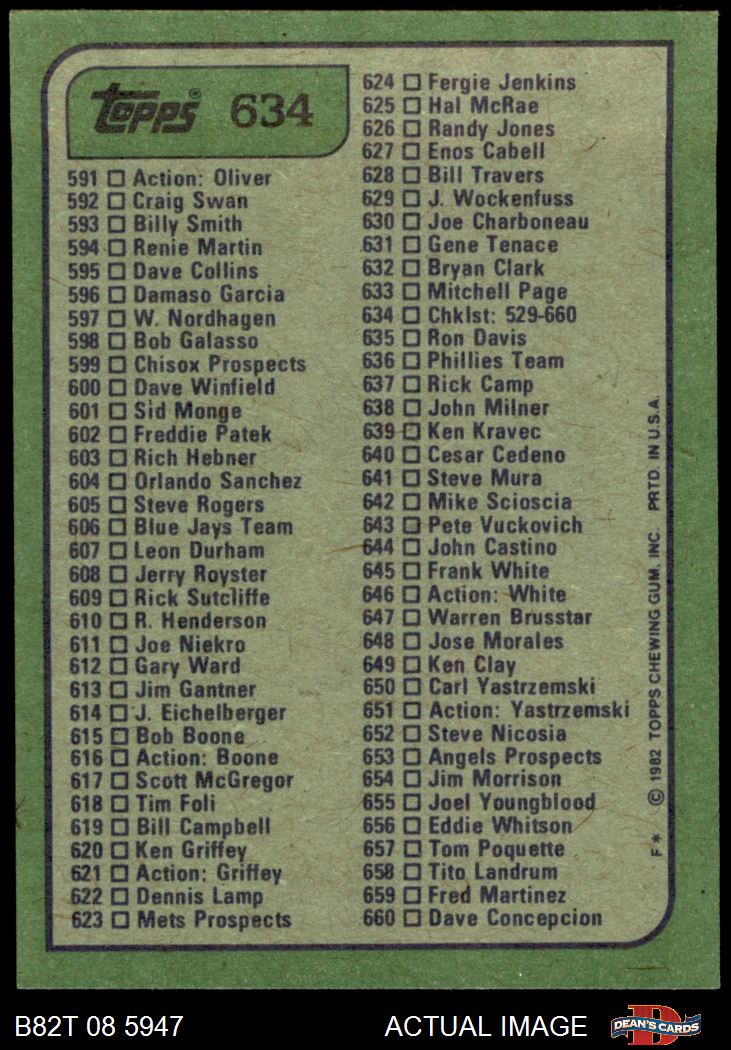 Topps® 634
591 Action: Oliver
592 Craig Swan
593 Billy Smith
594 Renie Martin
595 Dave Collins
596 Damaso Garcia
597 W. Nordhagen
598 Bob Galasso
599 Chisox Prospects
600 Dave Winfield
601 Sid Monge
602 Freddie Patek
603 Rich Hebner
604 Orlando Sanchez
605 Steve Rogers
606 Blue Jays Team
607 Leon Durham
608 Jerry Royster
609 Rick Sutcliffe
610 R. Henderson
611 Joe Niekro
612 Gary Ward
613 Jim Gantner
614 J. Eichelberger
615 Bob Boone
616 Action: Boone
617 Scott McGregor
618 Tim Foli
619 Bill Campbell
620 Ken Griffey
621 Action: Griffey
622 Dennis Lamp
623 Mets Prospects
624 Fergie Jenkins
625 Hal McRae
626 Randy Jones
627 Enos Cabell
628 Bill Travers
629 J. Wockenfuss
630 Joe Charboneau
631 Gene Tenace
632 Bryan Clark
633 Mitchell Page
634 Chklst: 529-660
635 Ron Davis
636 Phillies Team
637 Rick Camp
638 John Milner
639 Ken Kravec
640 Cesar Cedeno
641 Steve Mura
642 Mike Scioscia
643 Pete Vuckovich
644 John Castino
645 Frank White
646 Action: White
647 Warren Brusstar
648 Jose Morales
649 Ken Clay
650 Carl Yastrzemski
651 Action: Yastrzemski
652 Steve Nicosia
653 Angels Prospects
654 Jim Morrison
655 Joel Youngblood
656 Eddie Whitson
657 Tom Poquette
658 Tito Landrum
659 Fred Martinez
660 Dave Concepcion
F* © 1982 TOPPS CHEWING GUM, INC. PRTD. IN U.S.A.
B82T 08 5947 ACTUAL IMAGE
D
DEAN'S CARDS